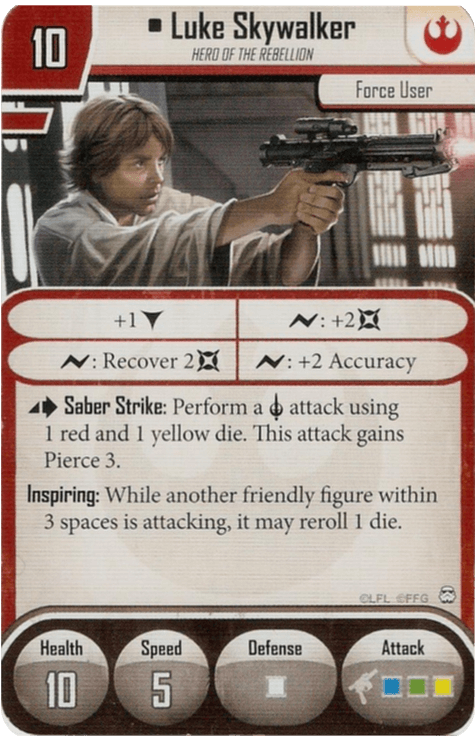 10
Luke Skywalker
HERO OF THE REBELLION
Force User
+1
: +2
: Recover 2
: +2 Accuracy
Saber Strike: Perform a attack using
1 red and 1 yellow die. This attack gains
Pierce 3.
Inspiring: While another friendly figure within
3 spaces is attacking, it may reroll 1 die.
©LFL ©FFG
Health
10
Speed
5
Defense
Attack